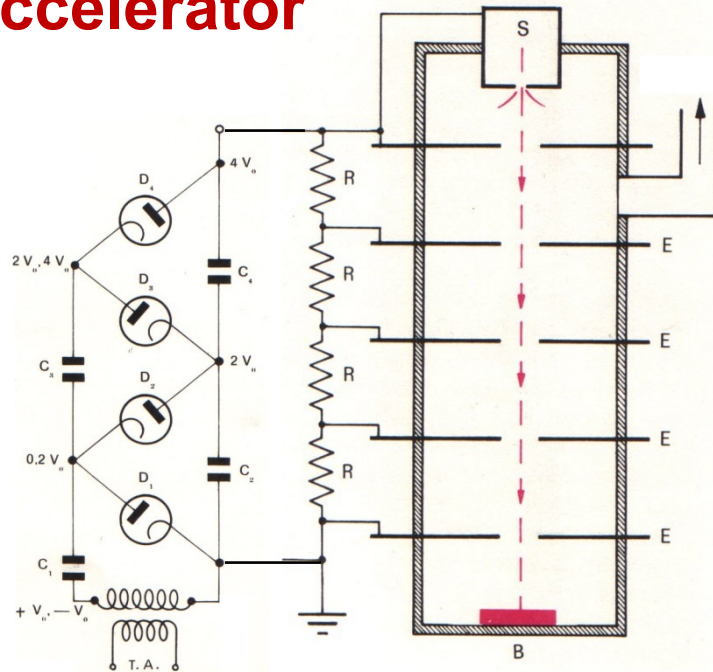 ccelerator
S
4 V₀
D₄
R
2 V₀,4 V₀
E
C₄
D₃
R
E
C₃
2 V₀
D₂
R
E
0,2 V₀
C₂
R
D₁
E
C₁
+ V₀,—V₀
T.A.
B